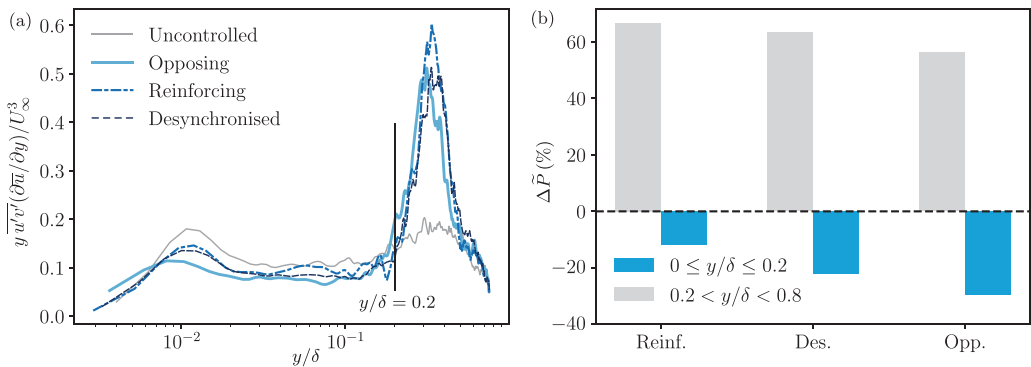 (a)
0.6
0.5
0.4
0.3
0.2
0.1
0.0
y u′v′(∂u/∂y)/U∞³
Uncontrolled
Opposing
Reinforcing
Desynchronised
y/δ = 0.2
10⁻²
10⁻¹
10⁰
y/δ
(b)
60
40
20
0
−20
−40
ΔP̃ (%)
0 ≤ y/δ ≤ 0.2
0.2 < y/δ < 0.8
Reinf.
Des.
Opp.